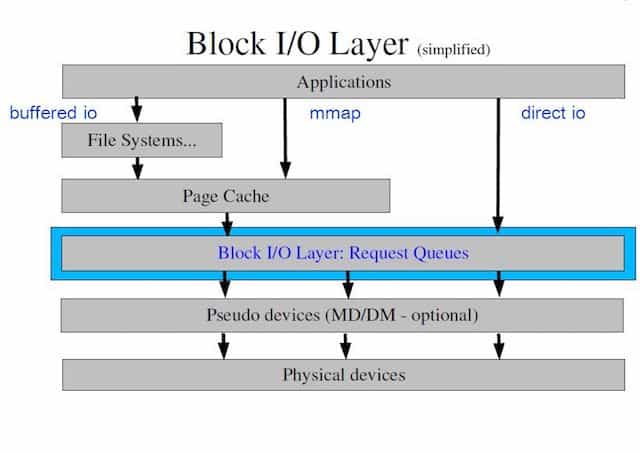 Block I/O Layer (simplified)
Applications
buffered io
mmap
direct io
File Systems...
Page Cache
Block I/O Layer: Request Queues
Pseudo devices (MD/DM - optional)
Physical devices